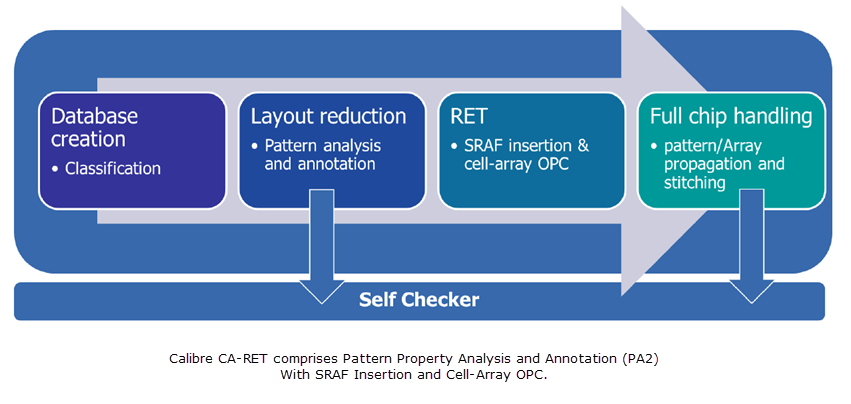 Database
creation
• Classification
Layout reduction
• Pattern analysis
and annotation
RET
• SRAF insertion &
cell-array OPC
Full chip handling
• pattern/Array
propagation and
stitching
Self Checker
Calibre CA-RET comprises Pattern Property Analysis and Annotation (PA2)
With SRAF Insertion and Cell-Array OPC.